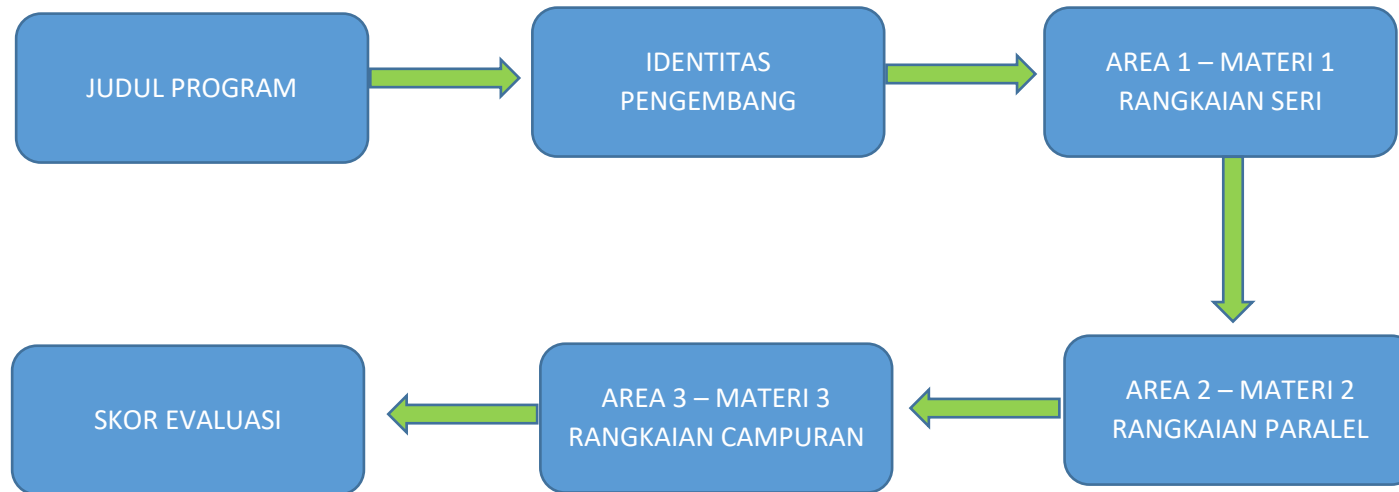 JUDUL PROGRAM
IDENTITAS
PENGEMBANG
AREA 1 – MATERI 1
RANGKAIAN SERI
AREA 2 – MATERI 2
RANGKAIAN PARALEL
AREA 3 – MATERI 3
RANGKAIAN CAMPURAN
SKOR EVALUASI